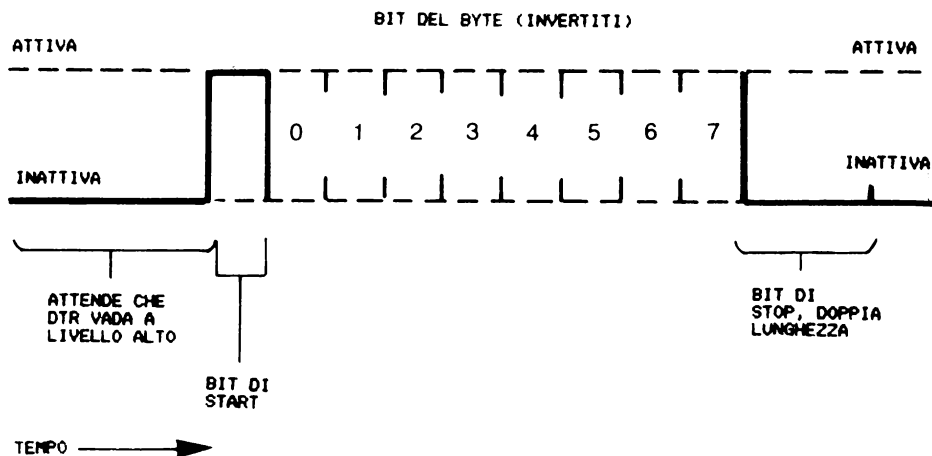 BIT DEL BYTE (INVERTITI)
ATTIVA
ATTIVA
0 1 2 3 4 5 6 7
INATTIVA
INATTIVA
ATTENDE CHE
DTR VADA A
LIVELLO ALTO
BIT DI
STOP, DOPPIA
LUNGHEZZA
BIT DI
START
TEMPO